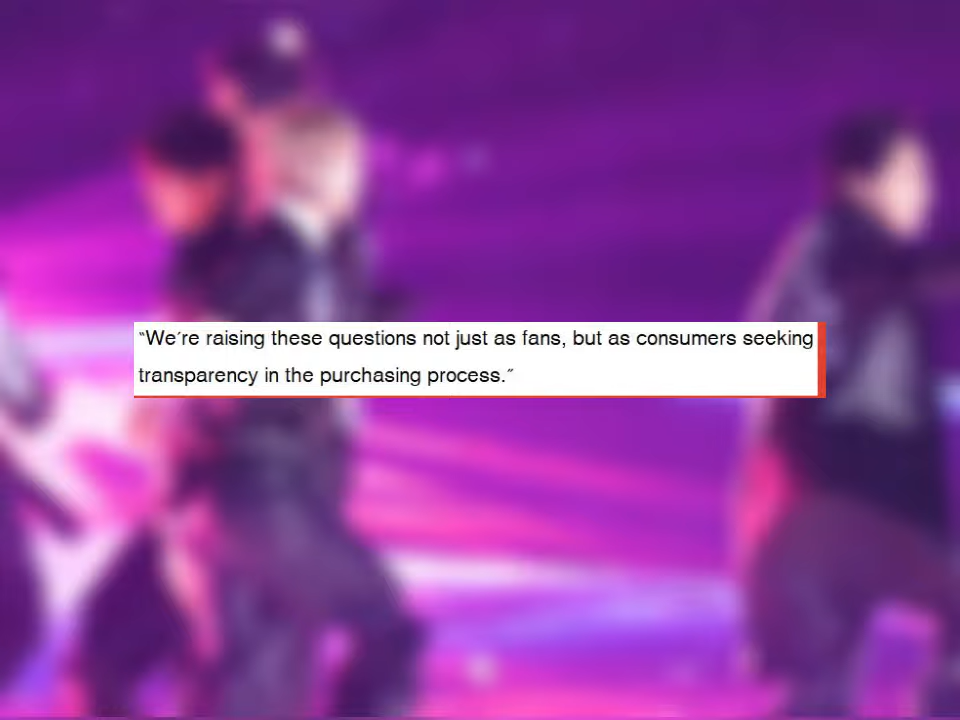 “We’re raising these questions not just as fans, but as consumers seeking
transparency in the purchasing process.”